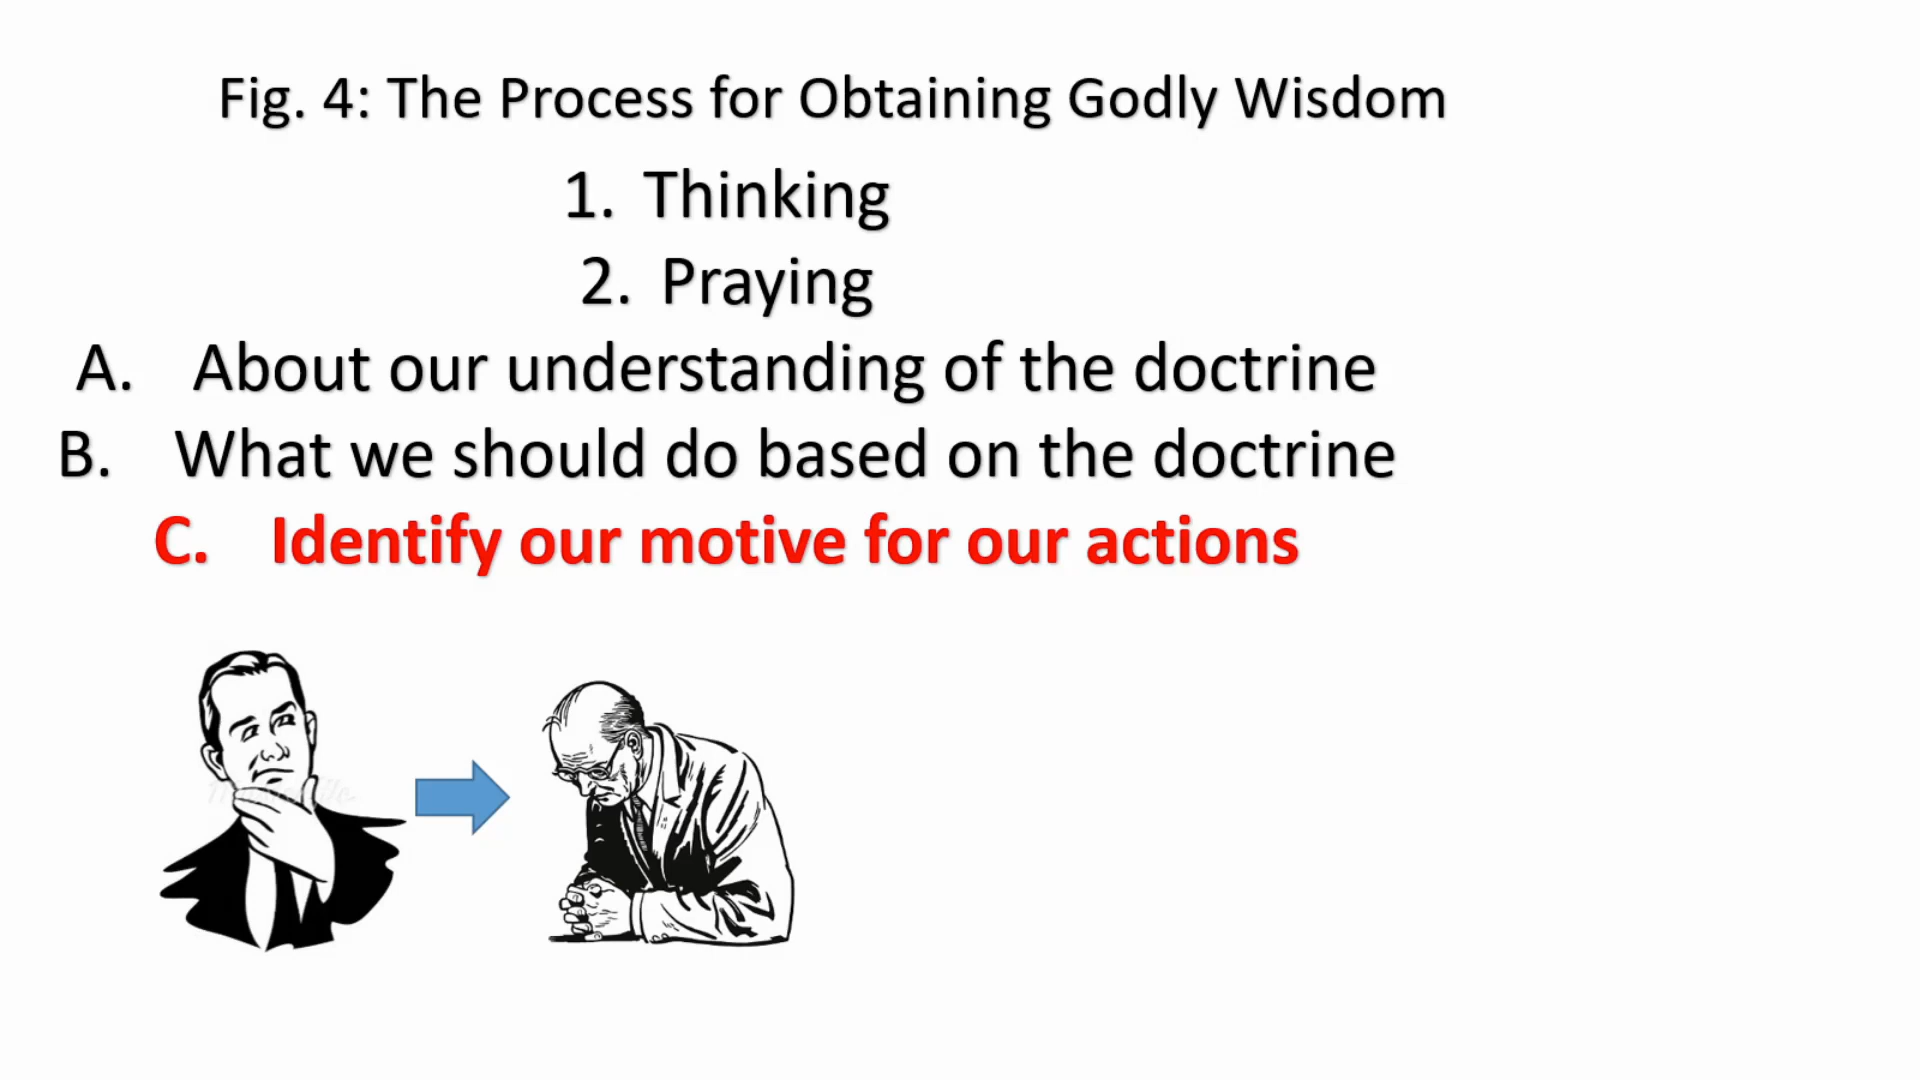 Fig. 4: The Process for Obtaining Godly Wisdom
1. Thinking
2. Praying
A. About our understanding of the doctrine
B. What we should do based on the doctrine
C. Identify our motive for our actions